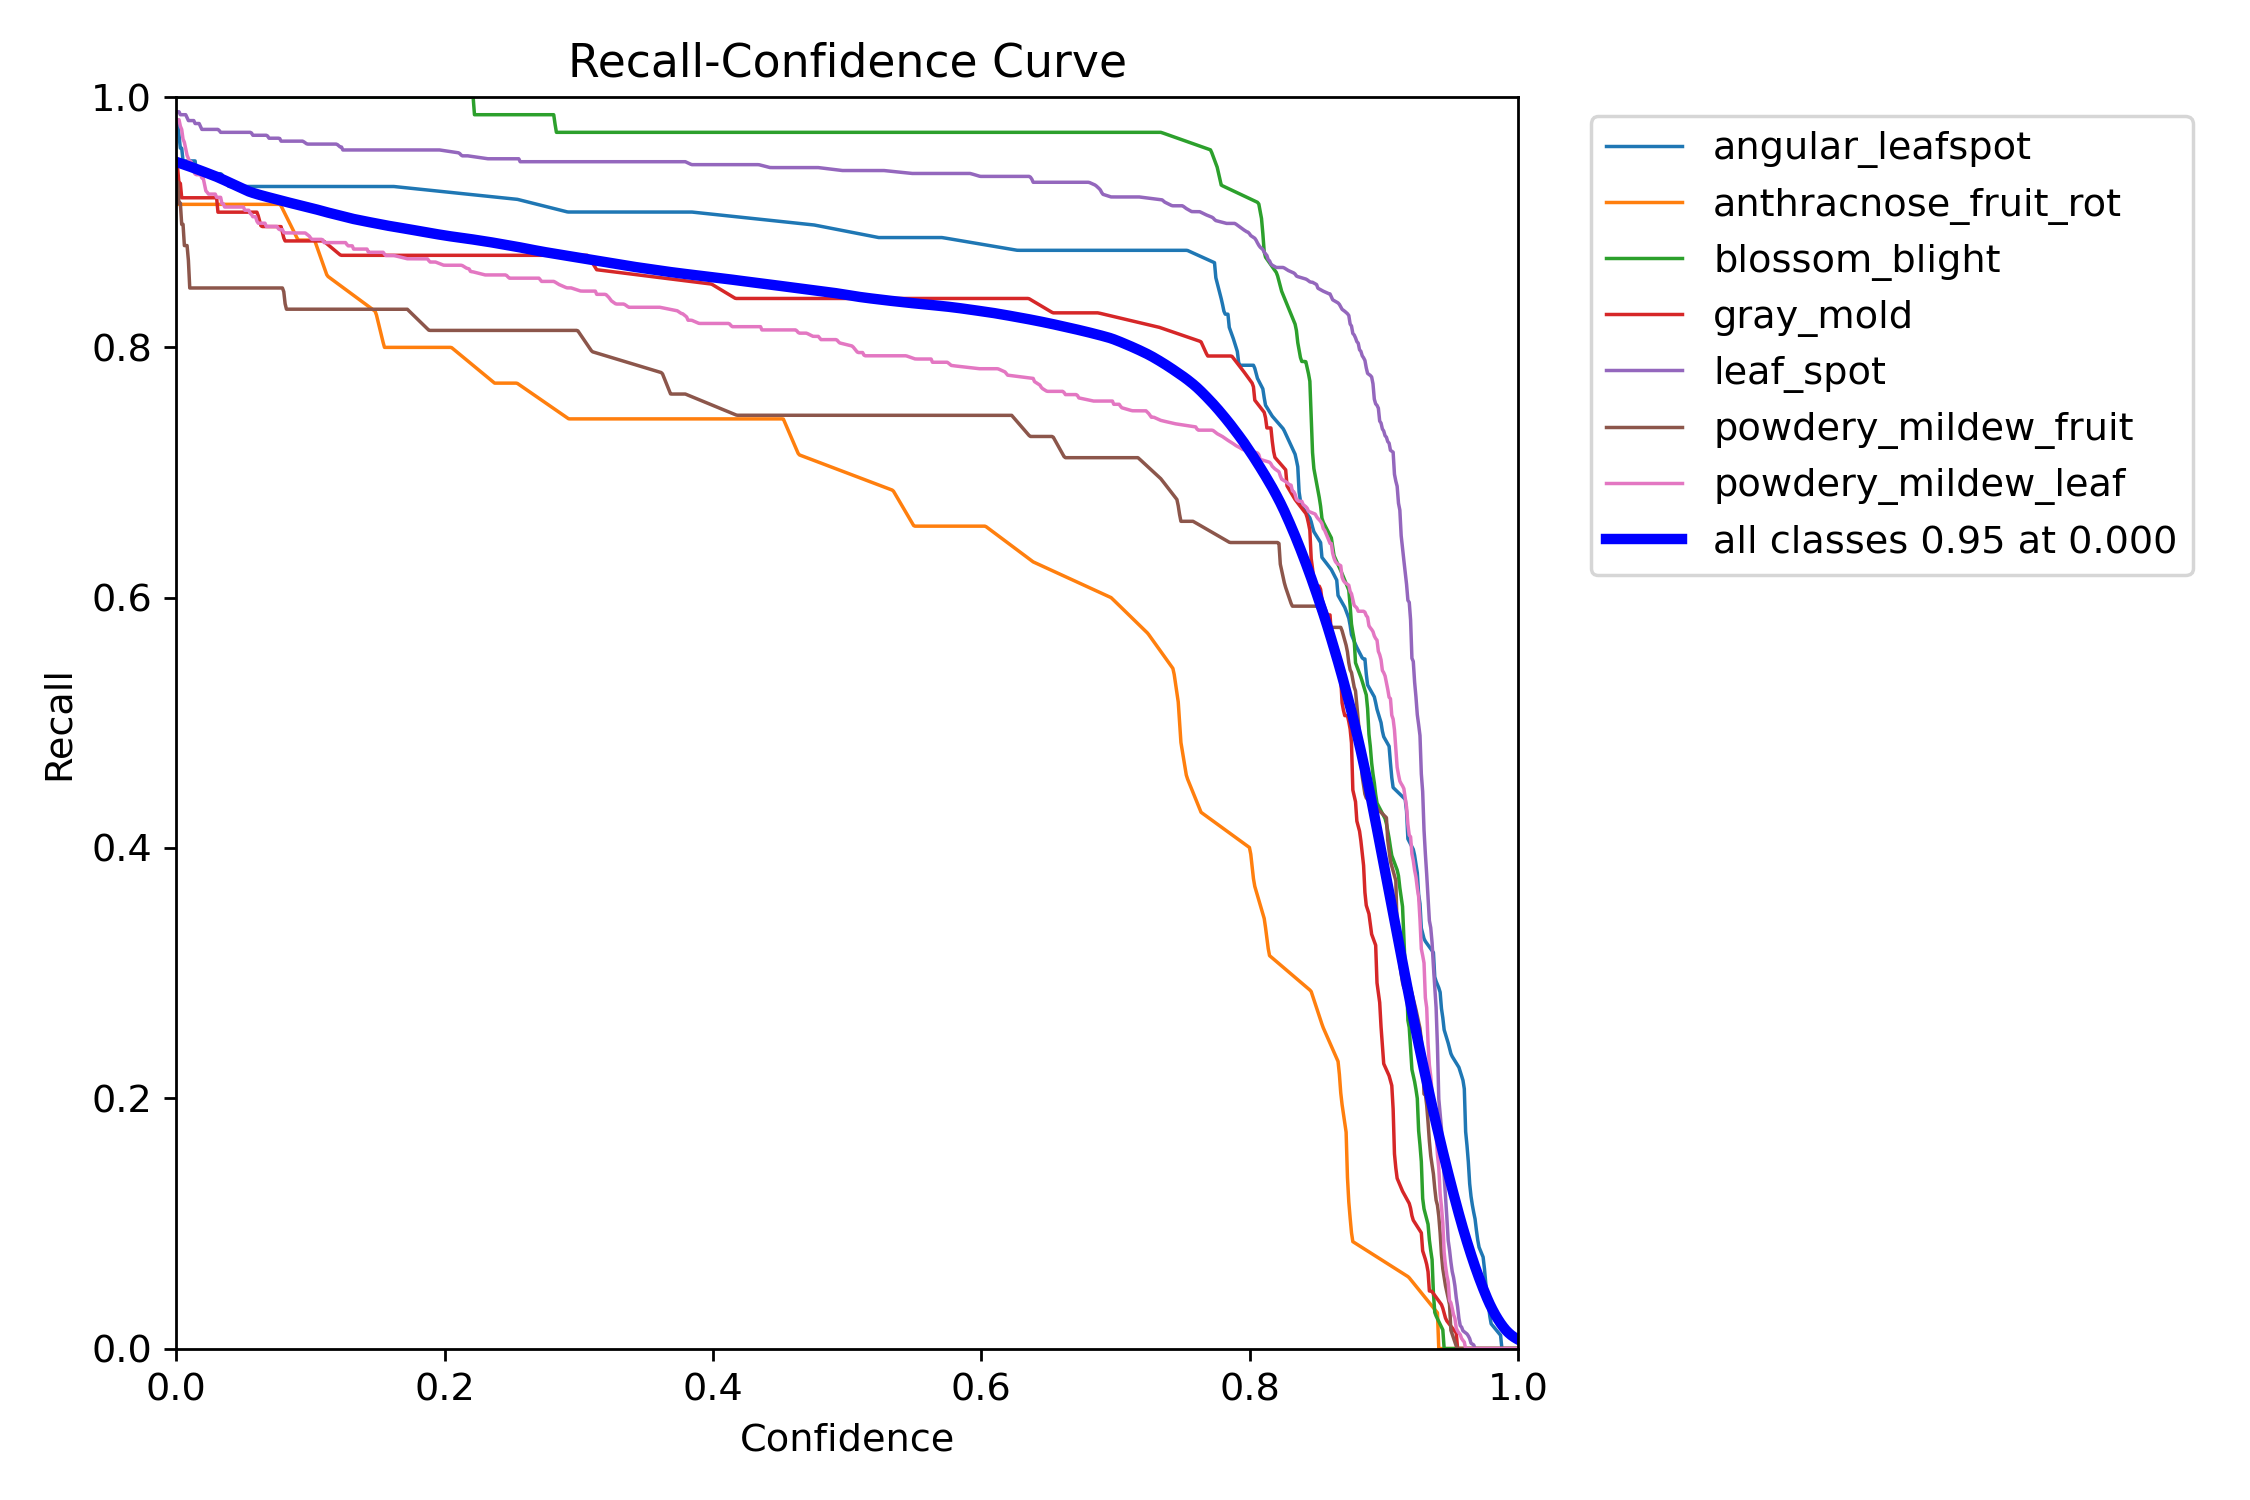 Recall-Confidence Curve
1.0
0.8
0.6
0.4
0.2
0.0
Recall
0.0 0.2 0.4 0.6 0.8 1.0
Confidence
angular_leafspot
anthracnose_fruit_rot
blossom_blight
gray_mold
leaf_spot
powdery_mildew_fruit
powdery_mildew_leaf
all classes 0.95 at 0.000